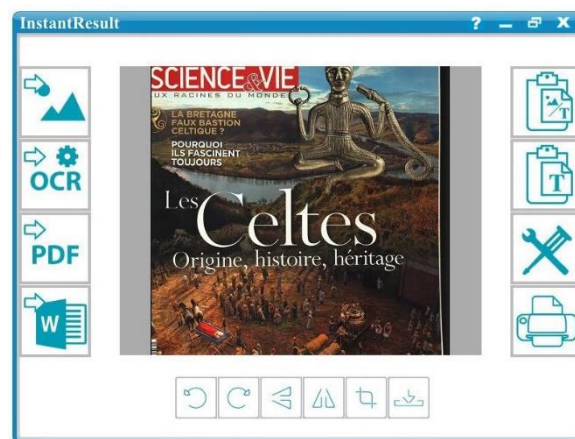 InstantResult
?
OCR
PDF
W
T
T
SCIENCE&VIE
UX RACINES DU MONDE
LA BRETAGNE
FAUX BASTION
CELTIQUE ?
POURQUOI
ILS FASCINENT
TOUJOURS
Les
Celtes
Origine, histoire, héritage